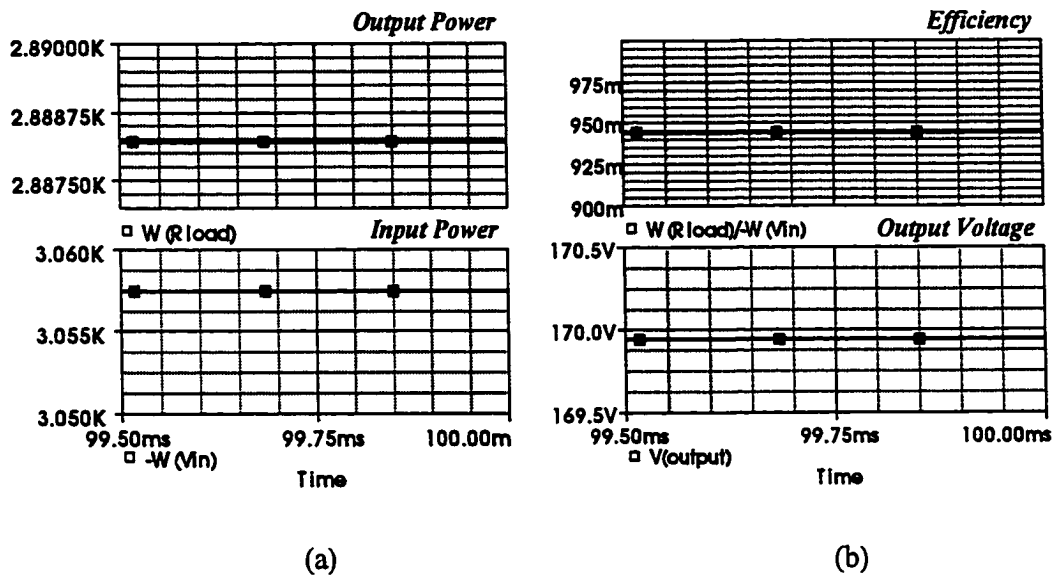 Output Power
2.89000K
2.88875K
2.88750K
W(Rload)
Input Power
3.060K
3.055K
3.050K
99.50ms 99.75ms 100.00m
-W(Vin)
Time
(a)
Efficiency
975m
950m
925m
900m
W(Rload)/-W(Vin)
Output Voltage
170.5V
170.0V
169.5V
99.50ms 99.75ms 100.00ms
V(output)
Time
(b)